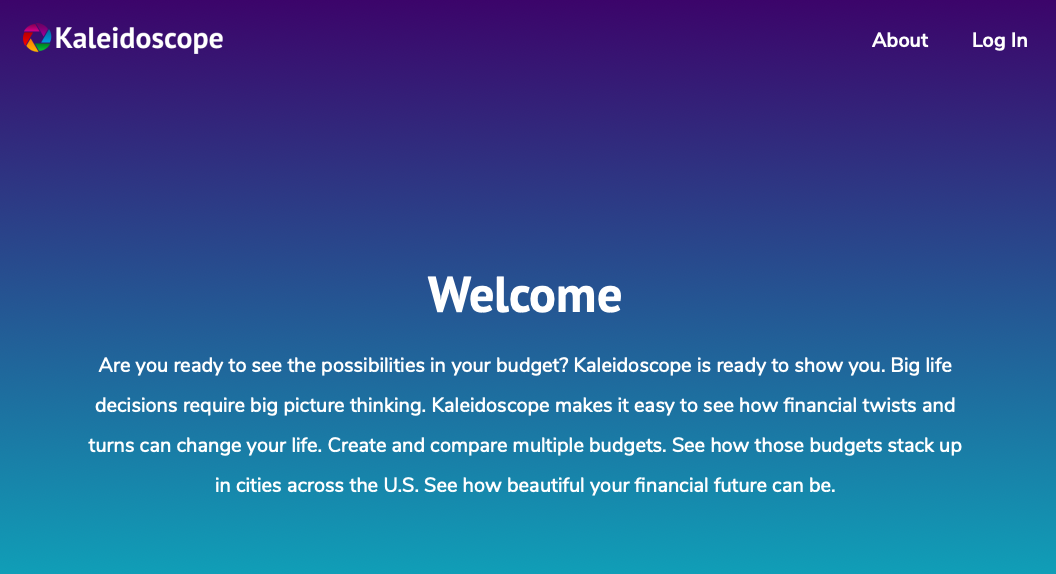 Kaleidoscope
About
Log In
Welcome
Are you ready to see the possibilities in your budget? Kaleidoscope is ready to show you. Big life
decisions require big picture thinking. Kaleidoscope makes it easy to see how financial twists and
turns can change your life. Create and compare multiple budgets. See how those budgets stack up
in cities across the U.S. See how beautiful your financial future can be.